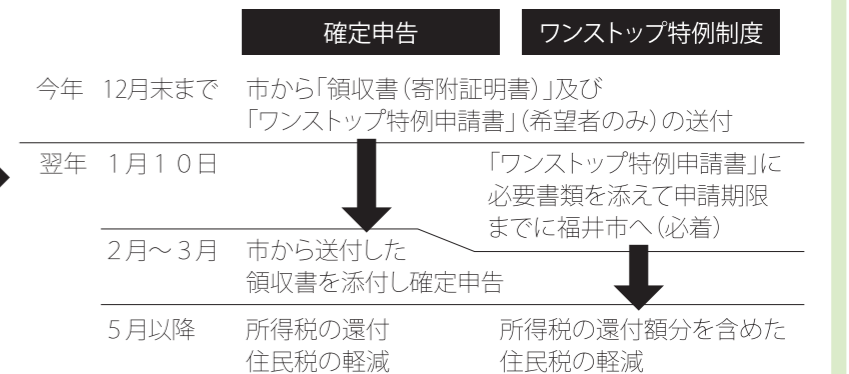 確定申告 ワンストップ特例制度
今年 12月末まで 市から「領収書(寄附証明書)」及び
「ワンストップ特例申請書」(希望者のみ)の送付
翌年 1月10日 「ワンストップ特例申請書」に
必要書類を添えて申請期限
までに福井市へ(必着)
2月～3月 市から送付した
領収書を添付し確定申告
5月以降 所得税の還付 所得税の還付額分を含めた
住民税の軽減 住民税の軽減